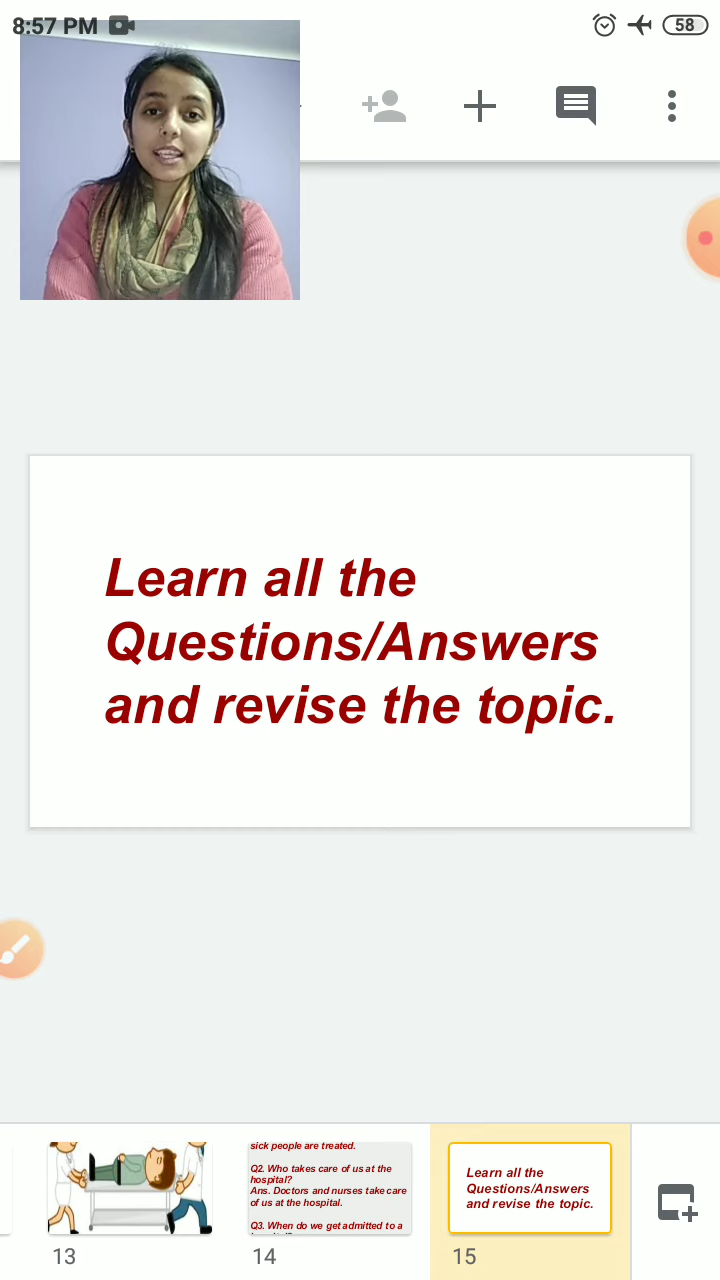 8:57 PM
58
Learn all the
Questions/Answers
and revise the topic.
sick people are treated.
Q2. Who takes care of us at the
hospital?
Ans. Doctors and nurses take care
of us at the hospital.
Q3. When do we get admitted to a
Learn all the
Questions/Answers
and revise the topic.
13
14
15